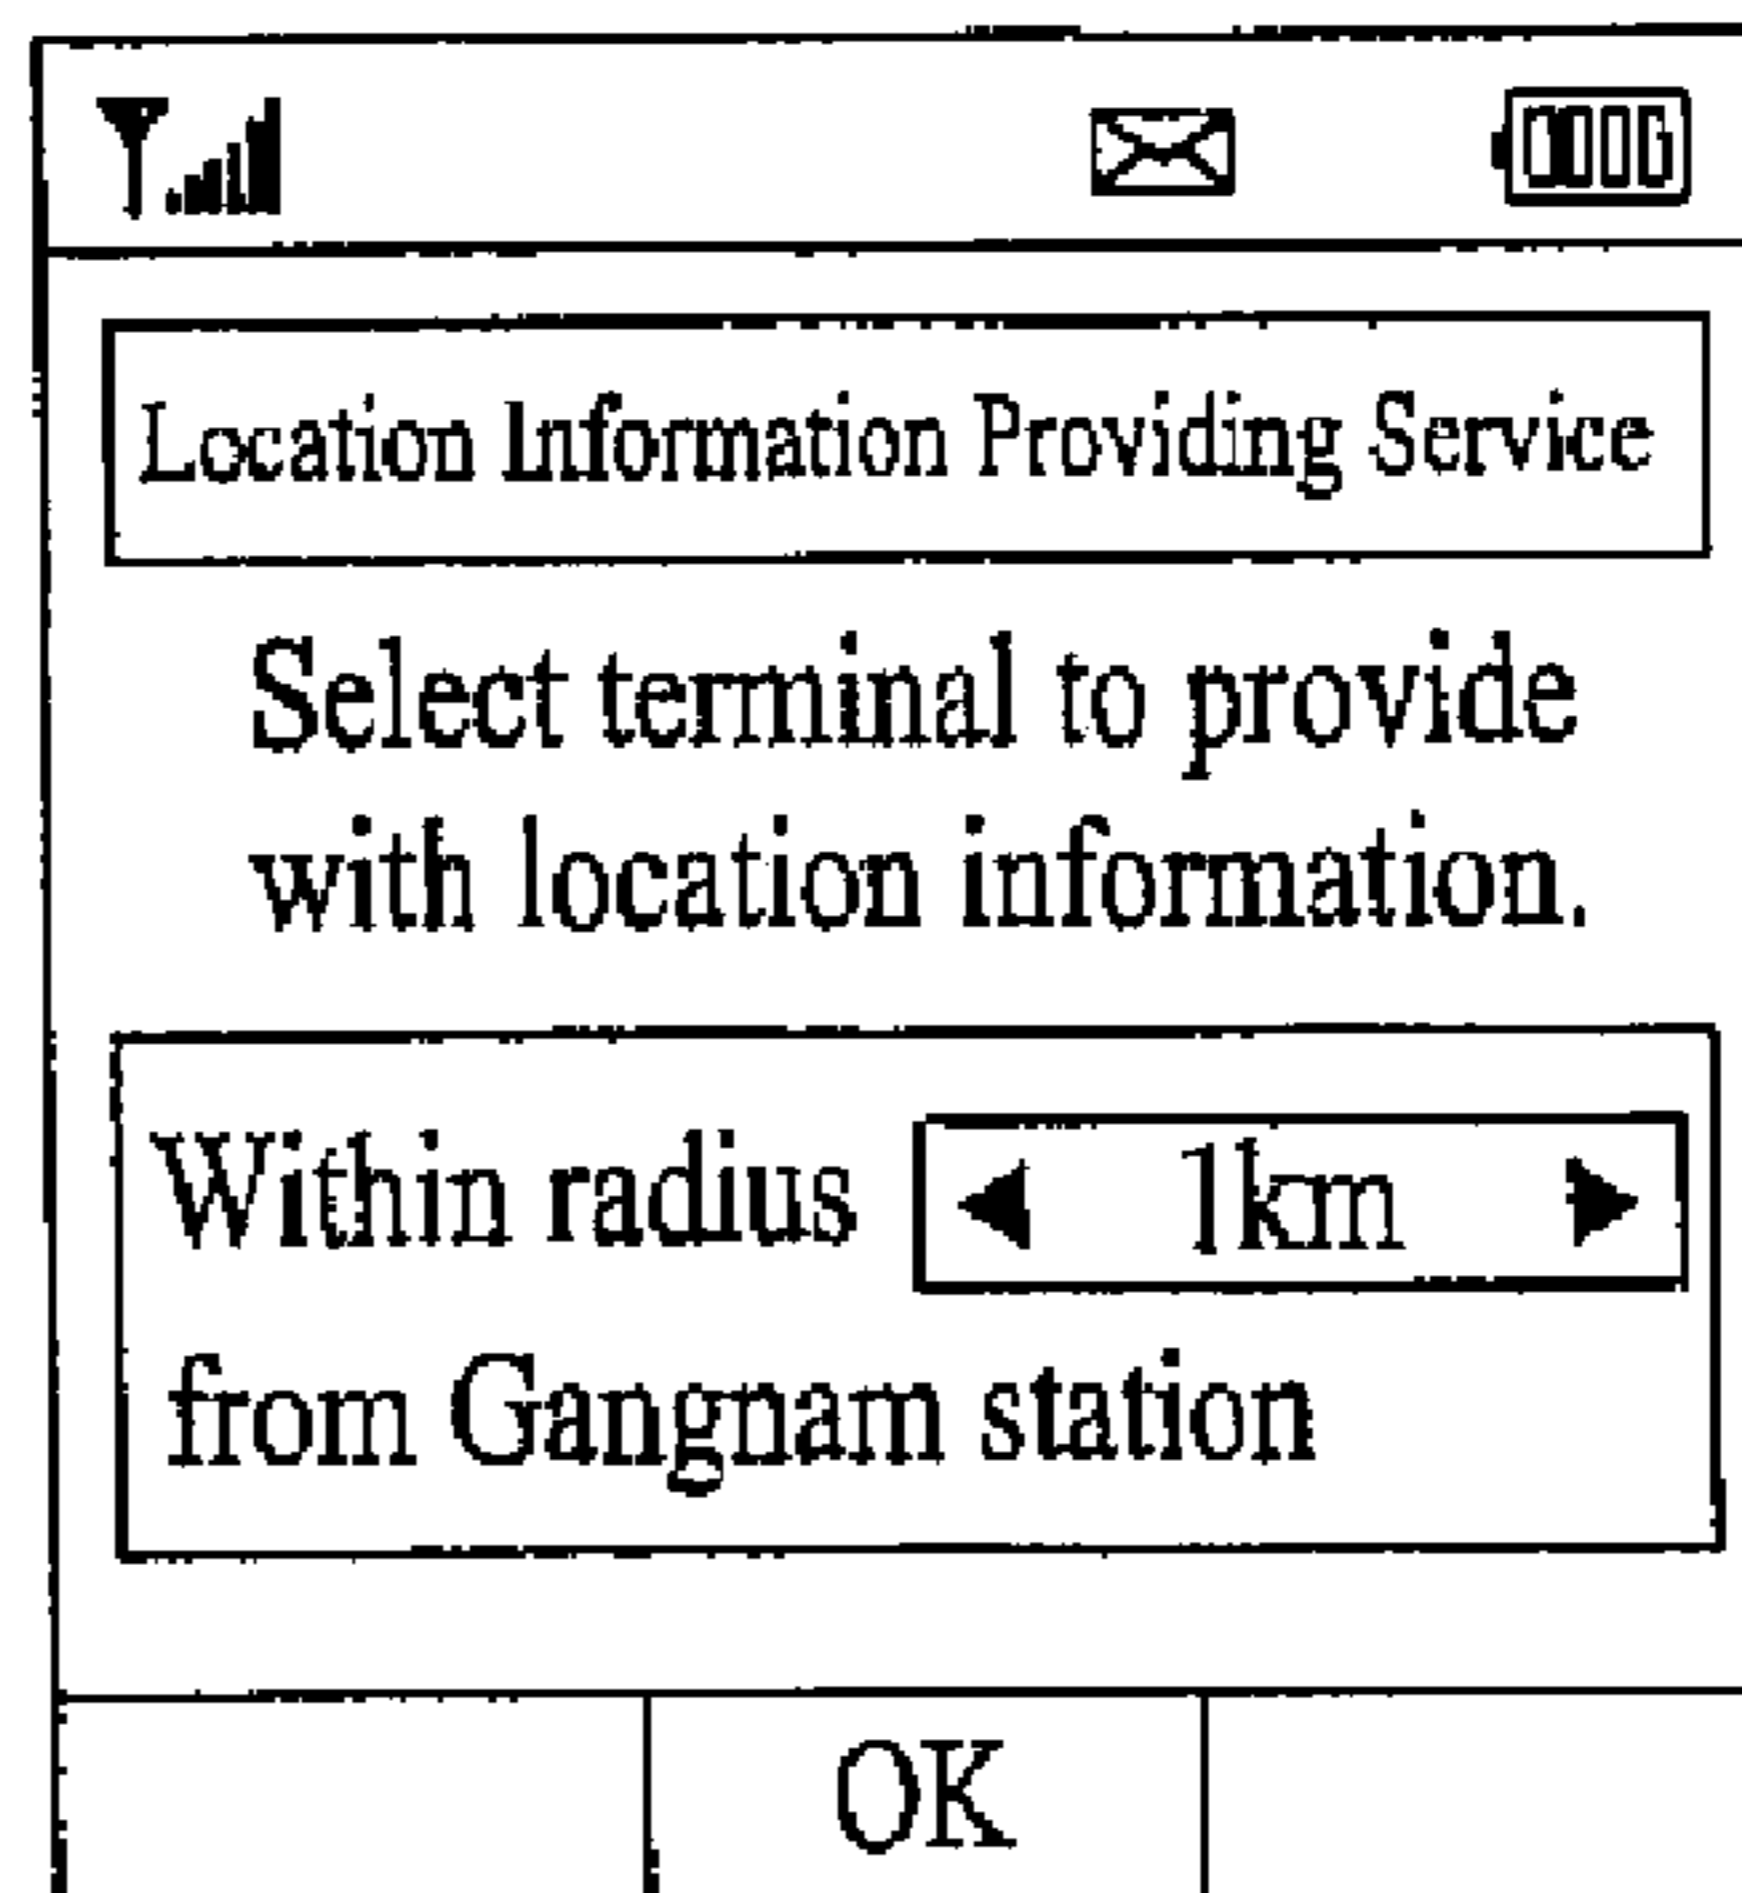 Location Information Providing Service
Select terminal to provide
with location information.
Within radius ◀ 1km ▶
from Gangnam station
OK